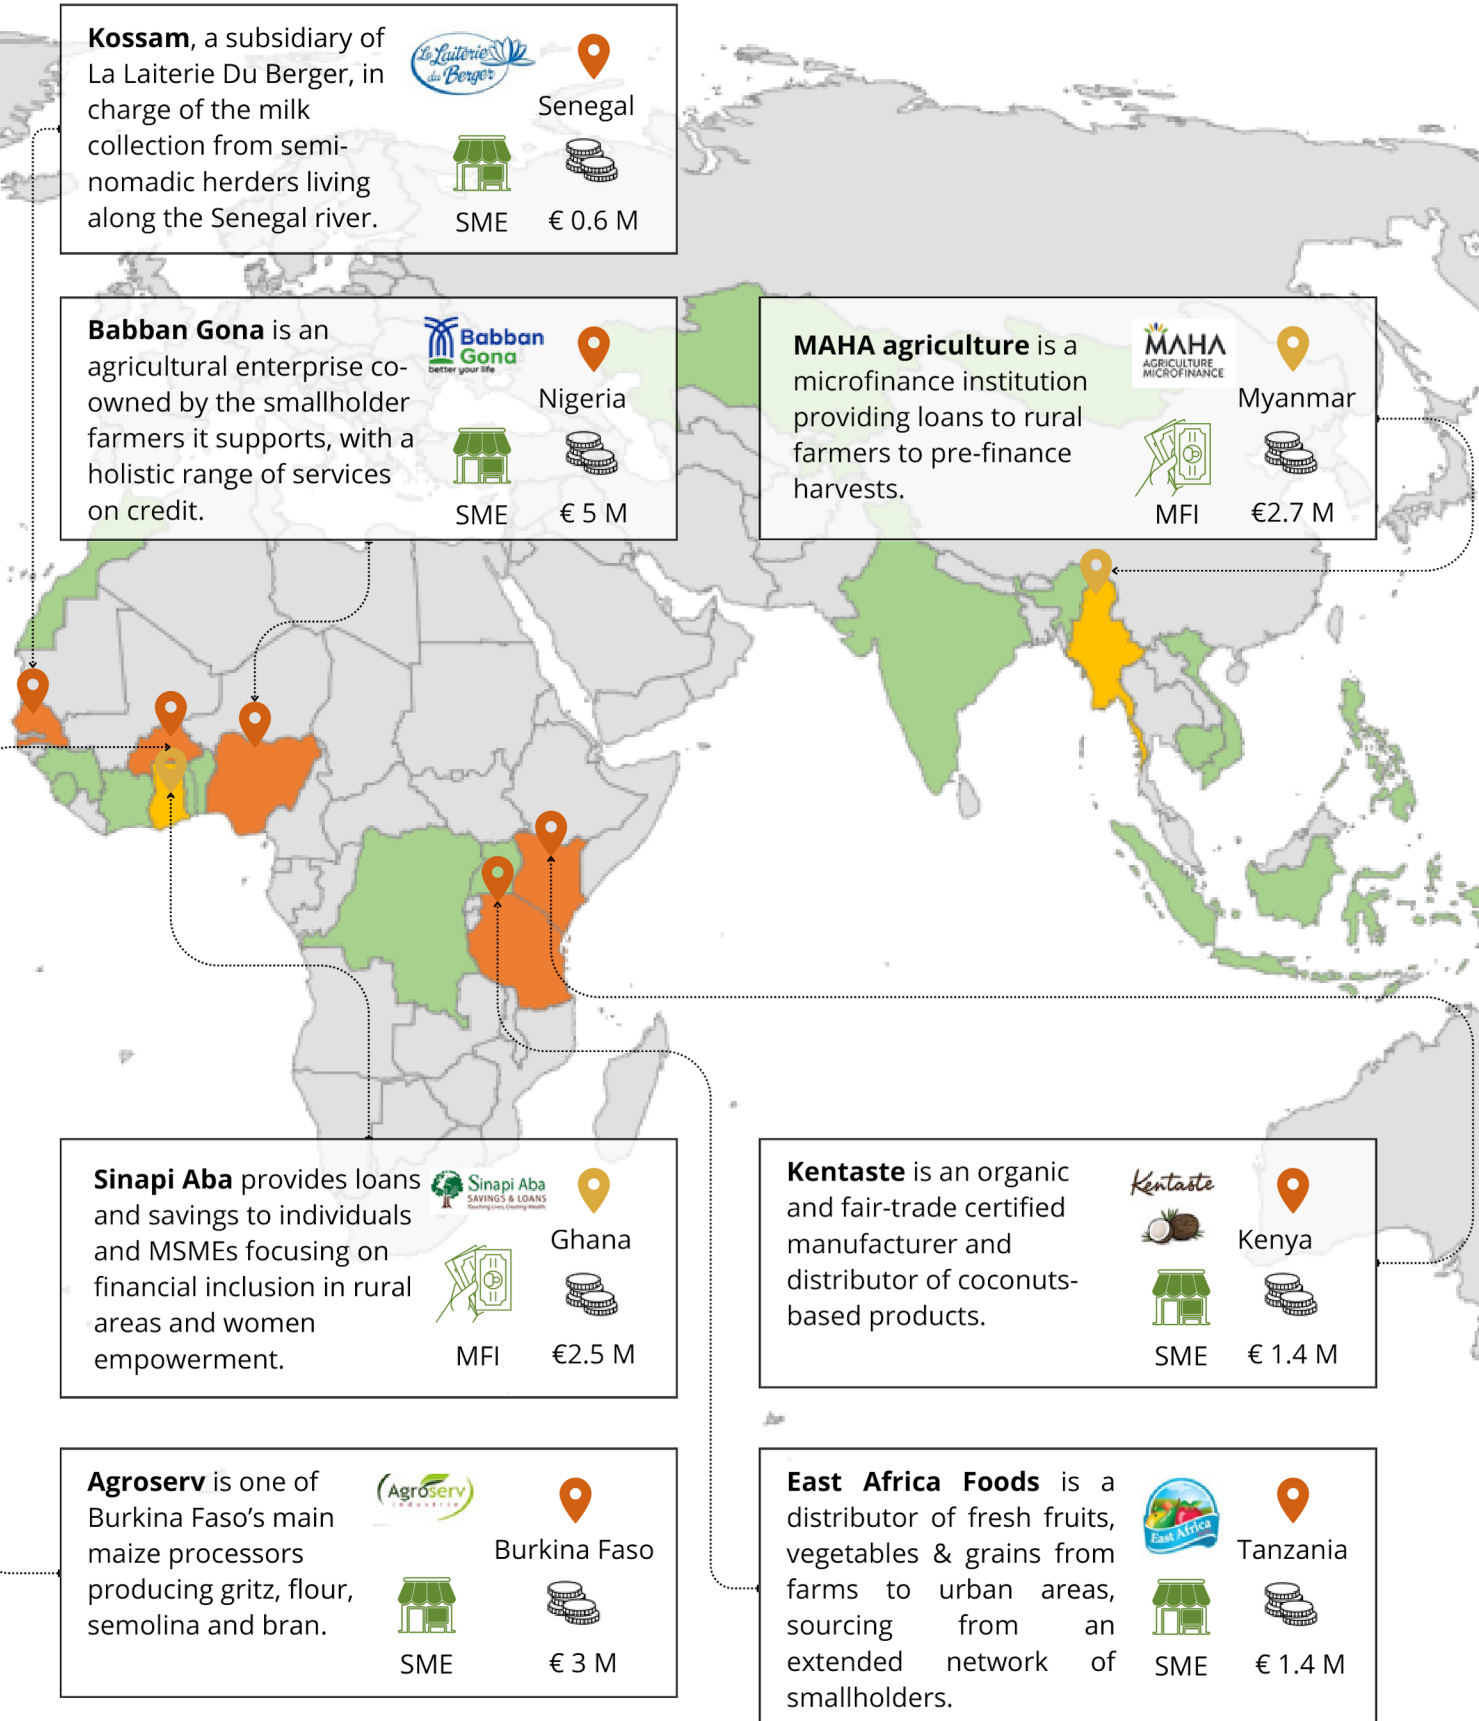 Kossam, a subsidiary of
La Laiterie Du Berger, in
charge of the milk
collection from semi-
nomadic herders living
along the Senegal river.
La Laiterie
du Berger
Senegal
SME
€ 0.6 M
Babban Gona is an
agricultural enterprise co-
owned by the smallholder
farmers it supports, with a
holistic range of services
on credit.
Babban
Gona
better your life
Nigeria
SME
€ 5 M
MAHA agriculture is a
microfinance institution
providing loans to rural
farmers to pre-finance
harvests.
MAHA
AGRICULTURE
MICROFINANCE
Myanmar
MFI
€2.7 M
Sinapi Aba provides loans
and savings to individuals
and MSMEs focusing on
financial inclusion in rural
areas and women
empowerment.
Sinapi Aba
SAVINGS & LOANS
Touching Lives, Creating Wealth.
Ghana
MFI
€2.5 M
Kentaste is an organic
and fair-trade certified
manufacturer and
distributor of coconuts-
based products.
Kentaste
Kenya
SME
€ 1.4 M
Agroserv is one of
Burkina Faso's main
maize processors
producing gritz, flour,
semolina and bran.
Agroserv
industrie
Burkina Faso
SME
€ 3 M
East Africa Foods is a
distributor of fresh fruits,
vegetables & grains from
farms to urban areas,
sourcing from an
extended network of
smallholders.
East Africa
Tanzania
SME
€ 1.4 M